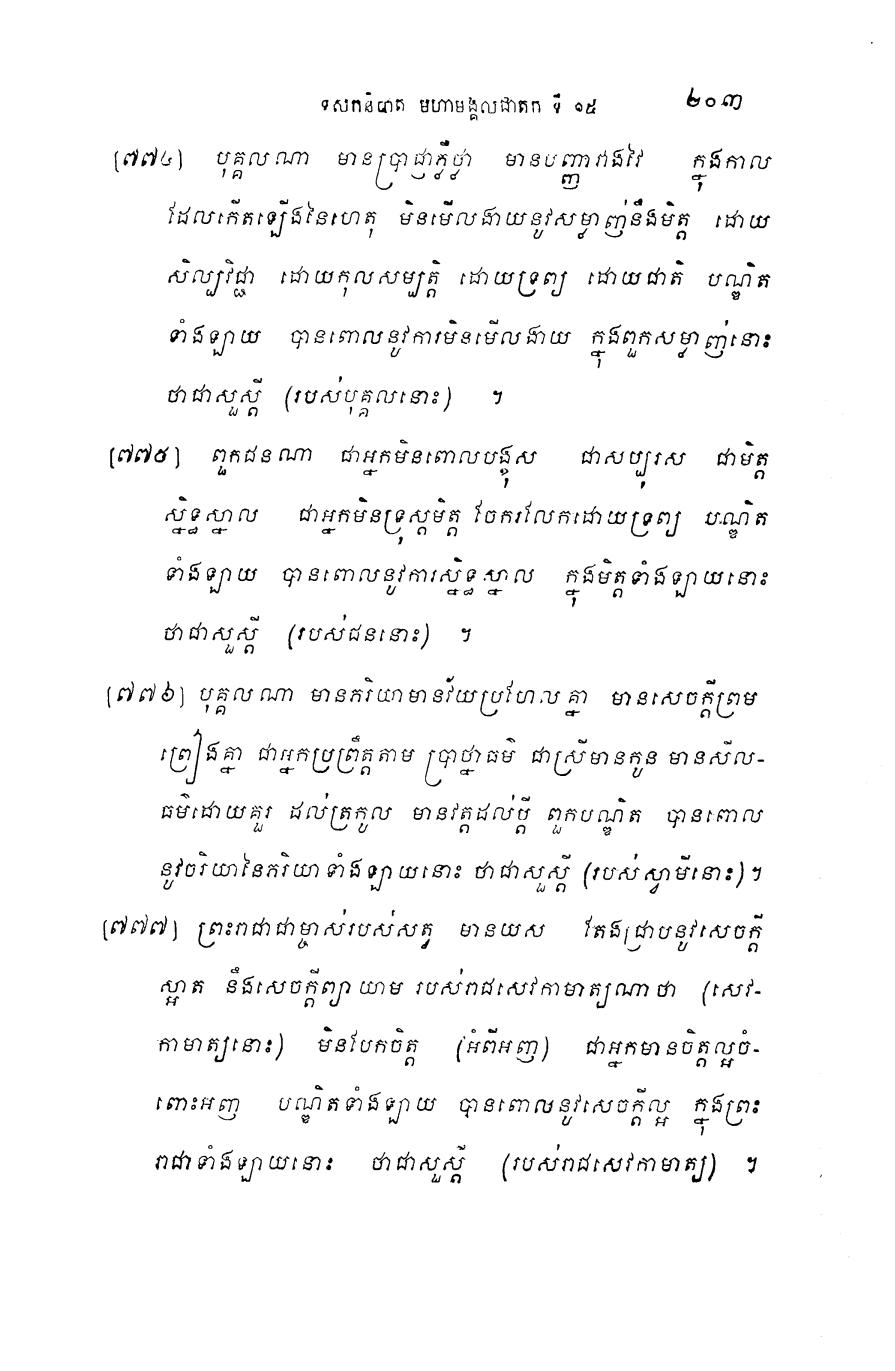 ទសកនិបាត មហាមង្គលជាតក ទី ១៥ ២០៣
[៧៧៤] បុគ្គលណា មានប្រាជ្ញាភ្លឺថ្លា មានបញ្ញាវាងវៃ ក្នុងកាល
ដែលកើតឡើងនៃហេតុ មិនមើលងាយនូវសម្លាញ់នឹងមិត្ត ដោយ
សិល្បវិជ្ជា ដោយកុលសម្បត្តិ ដោយទ្រព្យ ដោយជាតិ បណ្ឌិត
ទាំងឡាយ បានពោលនូវការមិនមើលងាយ ក្នុងពួកសម្លាញ់នោះ
ថាជាសួស្តី (របស់បុគ្គលនោះ) ។
[៧៧៥] ពួកជនណា ជាអ្នកមិនពោលបង្ខុស ជាសប្បុរស ជាមិត្ត
ស្និទ្ធស្នាល ជាអ្នកមិនទ្រុស្តមិត្ត ចែករលែកដោយទ្រព្យ បណ្ឌិត
ទាំងឡាយ បានពោលនូវការស្និទ្ធស្នាល ក្នុងមិត្តទាំងឡាយនោះ
ថាជាសួស្តី (របស់ជននោះ) ។
[៧៧៦] បុគ្គលណា មានភរិយាមានវ័យប្រហែលគ្នា មានសេចក្តីព្រម
ព្រៀងគ្នា ជាអ្នកប្រព្រឹត្តតាម ប្រាថ្នាធម៌ ជាស្រីមានកូន មានសីល-
ធម៌ដោយគួរ ដល់ត្រកូល មានវត្តដល់ប្តី ពួកបណ្ឌិត បានពោល
នូវចរិយានៃភរិយាទាំងឡាយនោះ ថាជាសួស្តី (របស់ស្វាមីនោះ) ។
[៧៧៧] ព្រះរាជាជាម្ចាស់របស់សត្វ មានយស តែងជ្រាបនូវសេចក្តី
ស្អាត នឹងសេចក្តីព្យាយាម របស់រាជសេវកាមាត្យណាថា (សេវ-
កាមាត្យនោះ) មិនបែកចិត្ត (អំពីអញ) ជាអ្នកមានចិត្តល្អចំ-
ពោះអញ បណ្ឌិតទាំងឡាយ បានពោលនូវសេចក្តីល្អ ក្នុងព្រះ
រាជាទាំងឡាយនោះ ថាជាសួស្តី (របស់រាជសេវកាមាត្យ) ។